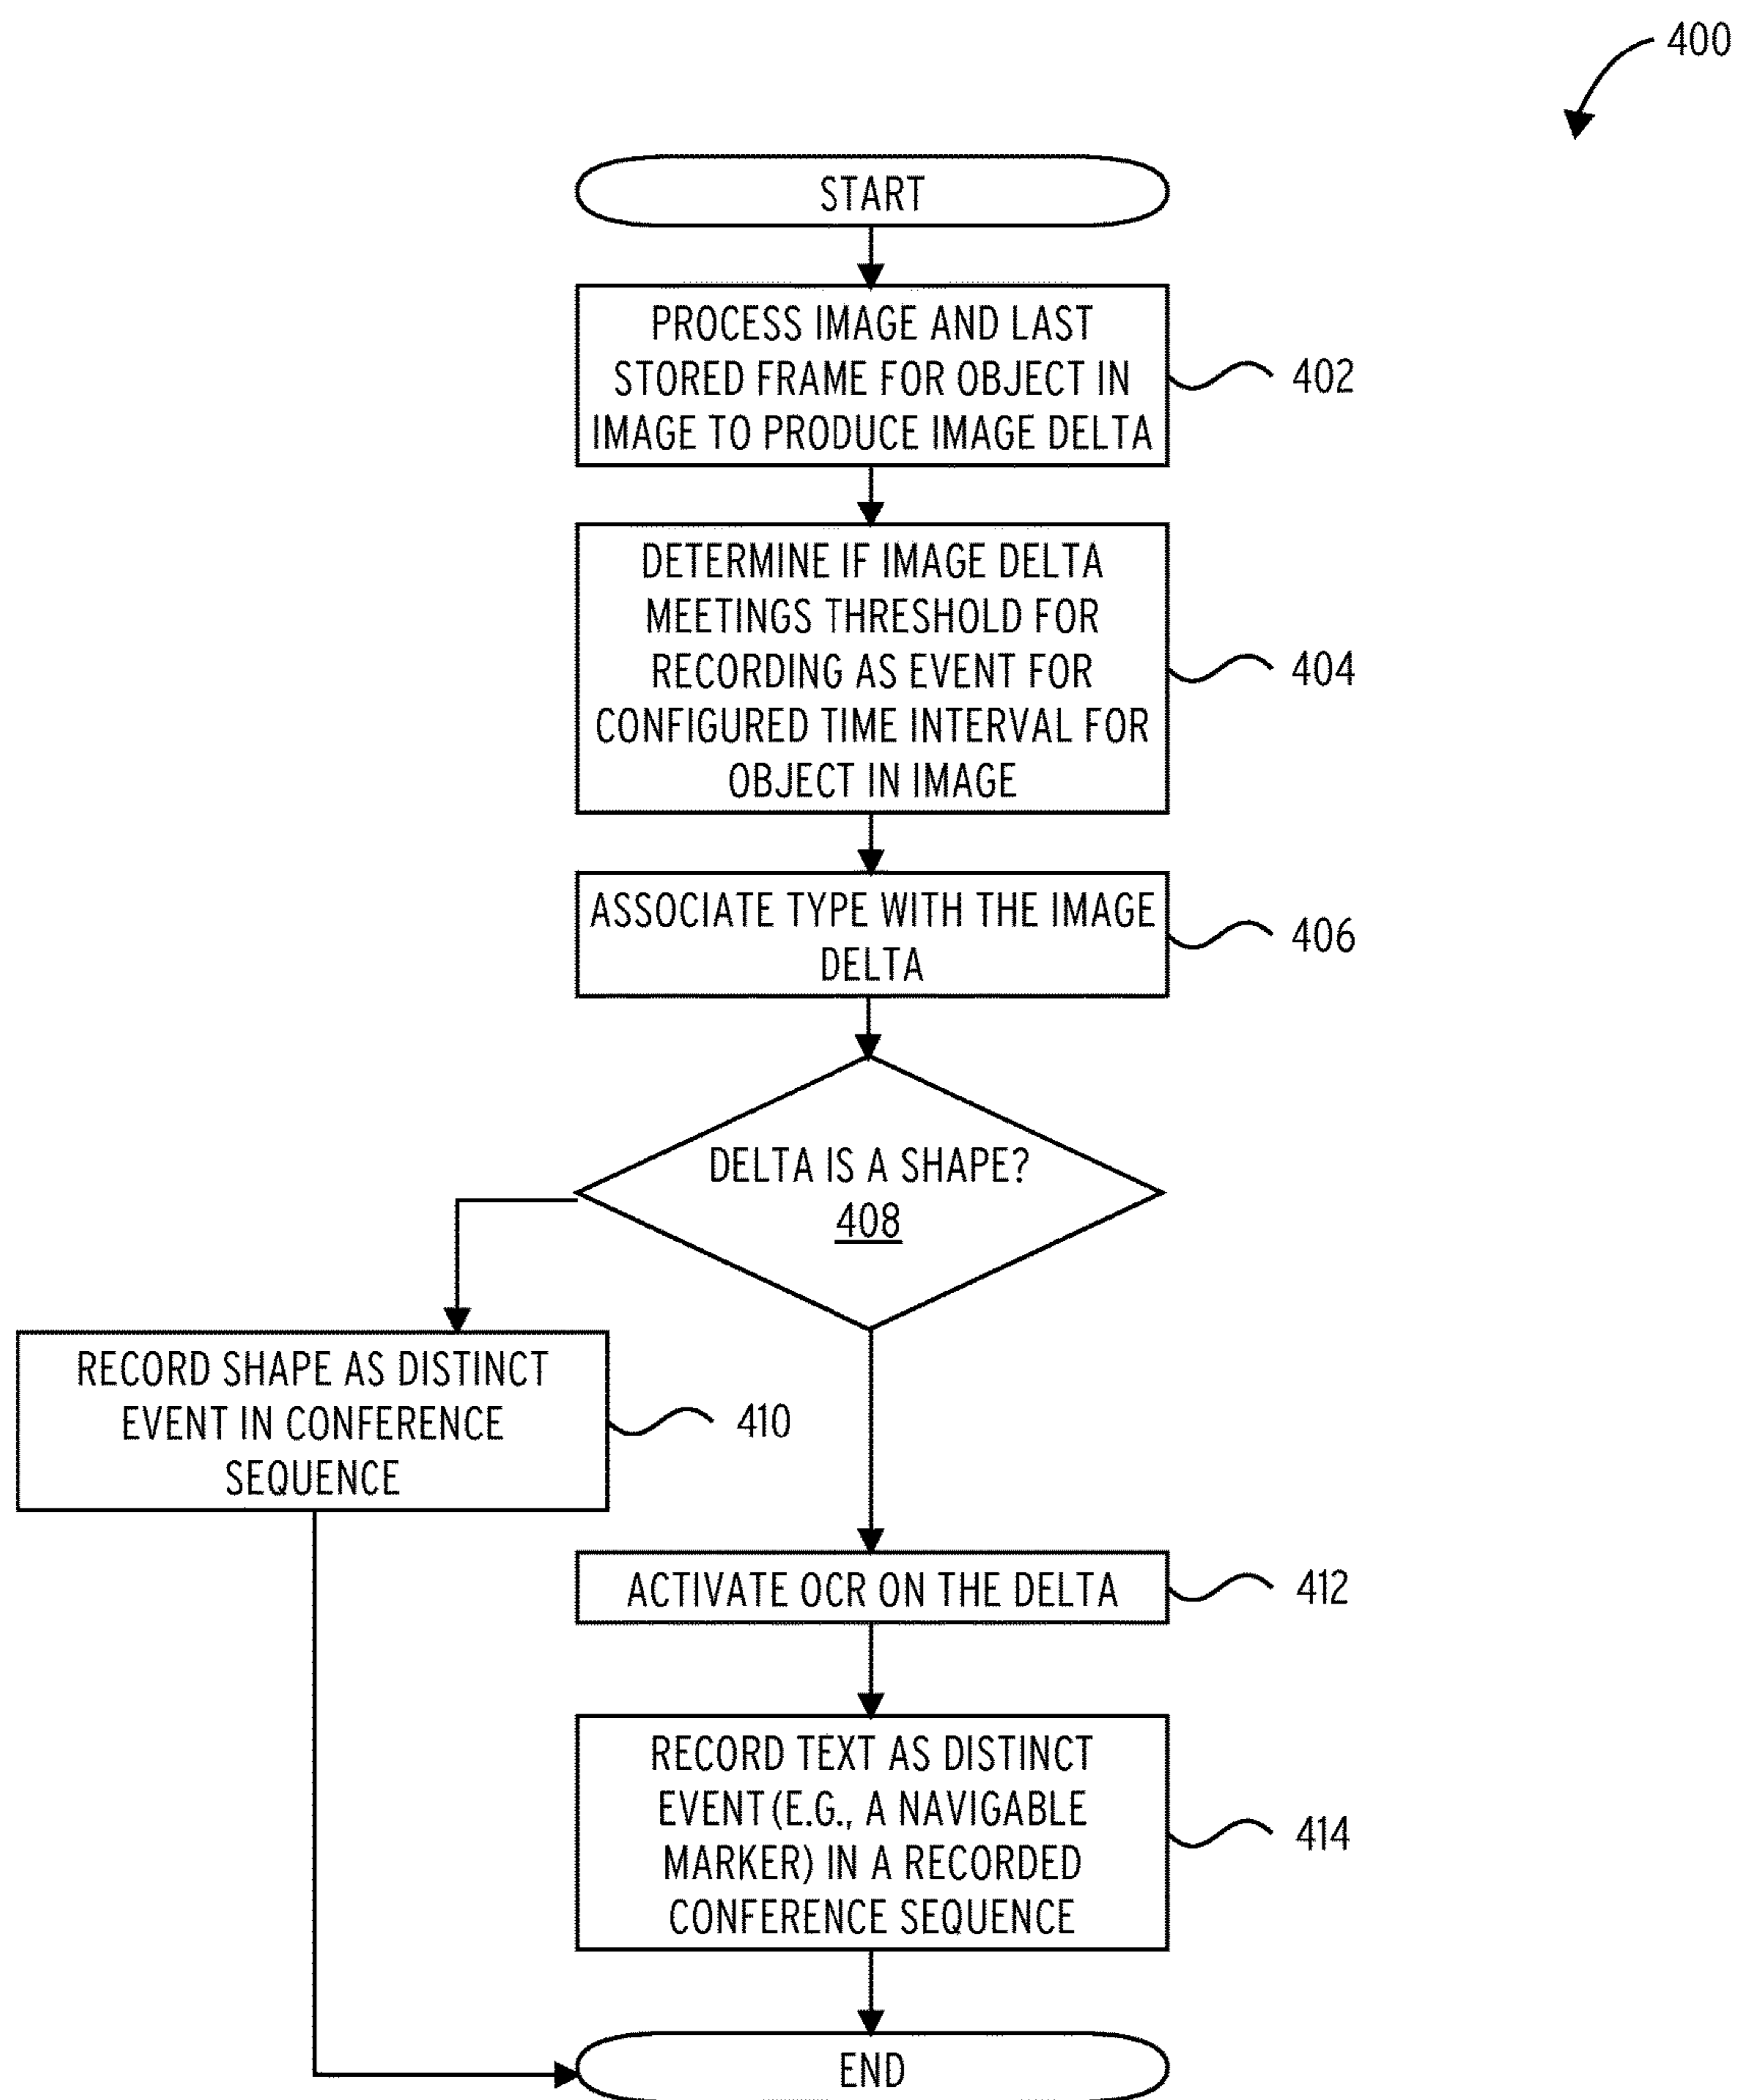 400
START
PROCESS IMAGE AND LAST
STORED FRAME FOR OBJECT IN
IMAGE TO PRODUCE IMAGE DELTA
402
DETERMINE IF IMAGE DELTA
MEETINGS THRESHOLD FOR
RECORDING AS EVENT FOR
CONFIGURED TIME INTERVAL FOR
OBJECT IN IMAGE
404
ASSOCIATE TYPE WITH THE IMAGE
DELTA
406
DELTA IS A SHAPE?
408
RECORD SHAPE AS DISTINCT
EVENT IN CONFERENCE
SEQUENCE
410
ACTIVATE OCR ON THE DELTA
412
RECORD TEXT AS DISTINCT
EVENT (E.G., A NAVIGABLE
MARKER) IN A RECORDED
CONFERENCE SEQUENCE
414
END